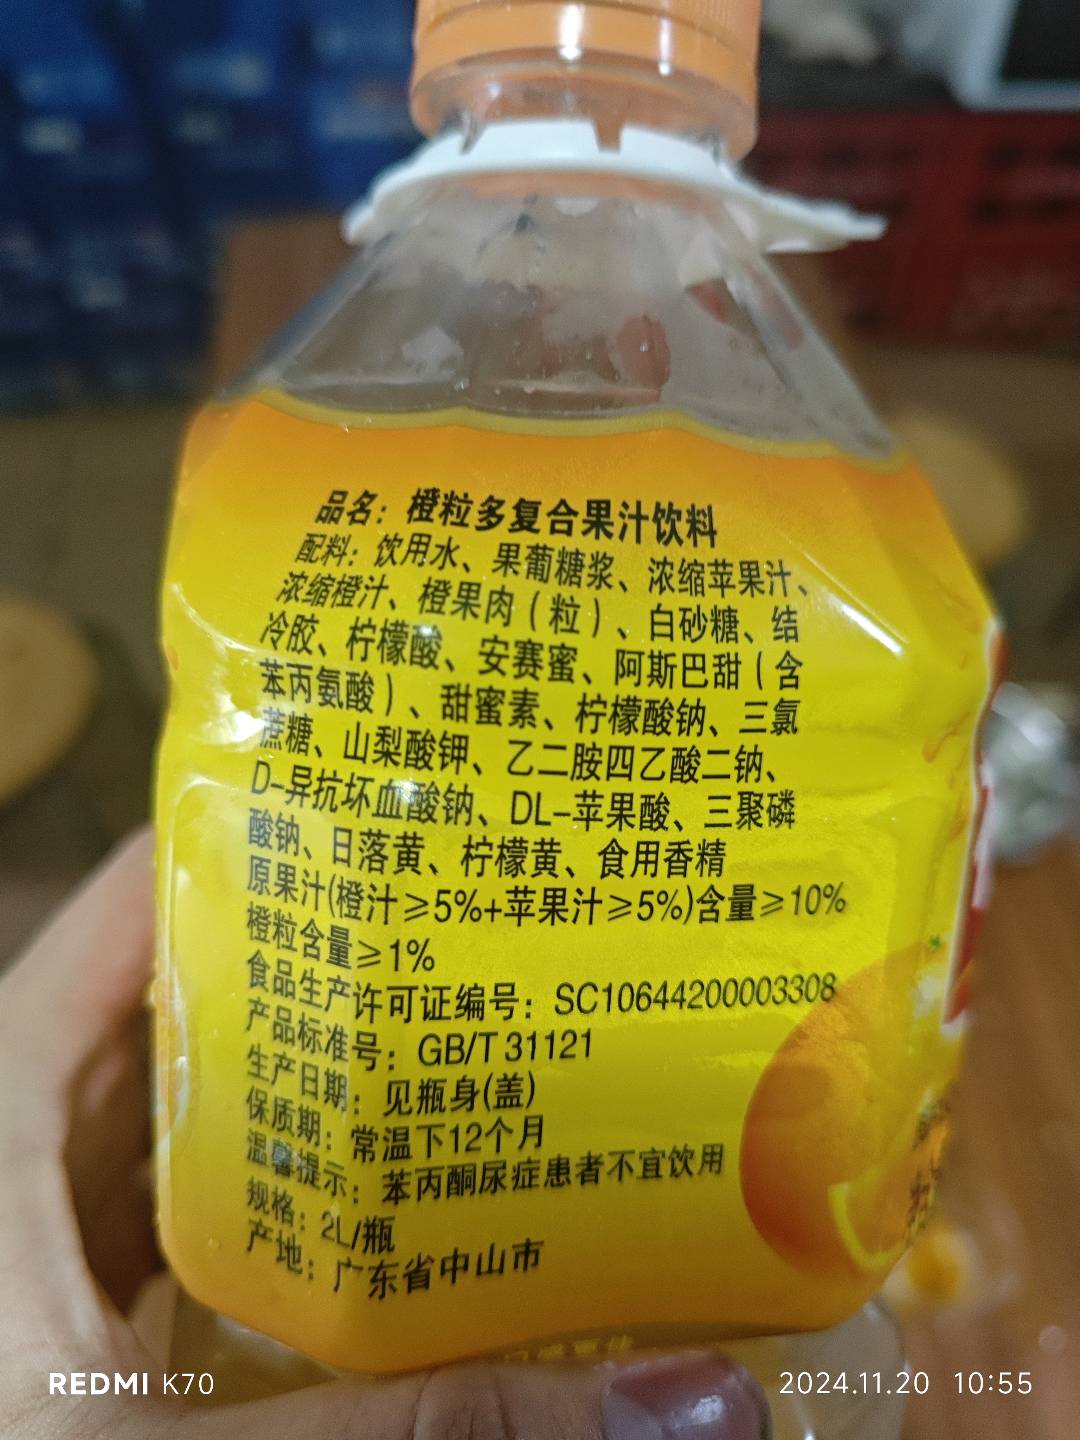 品名：橙粒多复合果汁饮料
配料：饮用水、果葡糖浆、浓缩苹果汁、
浓缩橙汁、橙果肉（粒）、白砂糖、结
冷胶、柠檬酸、安赛蜜、阿斯巴甜（含
苯丙氨酸）、甜蜜素、柠檬酸钠、三氯
蔗糖、山梨酸钾、乙二胺四乙酸二钠、
D-异抗坏血酸钠、DL-苹果酸、三聚磷
酸钠、日落黄、柠檬黄、食用香精
原果汁(橙汁≥5%+苹果汁≥5%)含量≥10%
橙粒含量≥1%
食品生产许可证编号：SC10644200003308
产品标准号：GB/T 31121
生产日期：见瓶身(盖)
保质期：常温下12个月
温馨提示：苯丙酮尿症患者不宜饮用
规格：2L/瓶
产地：广东省中山市
REDMI K70
2024.11.20 10:55